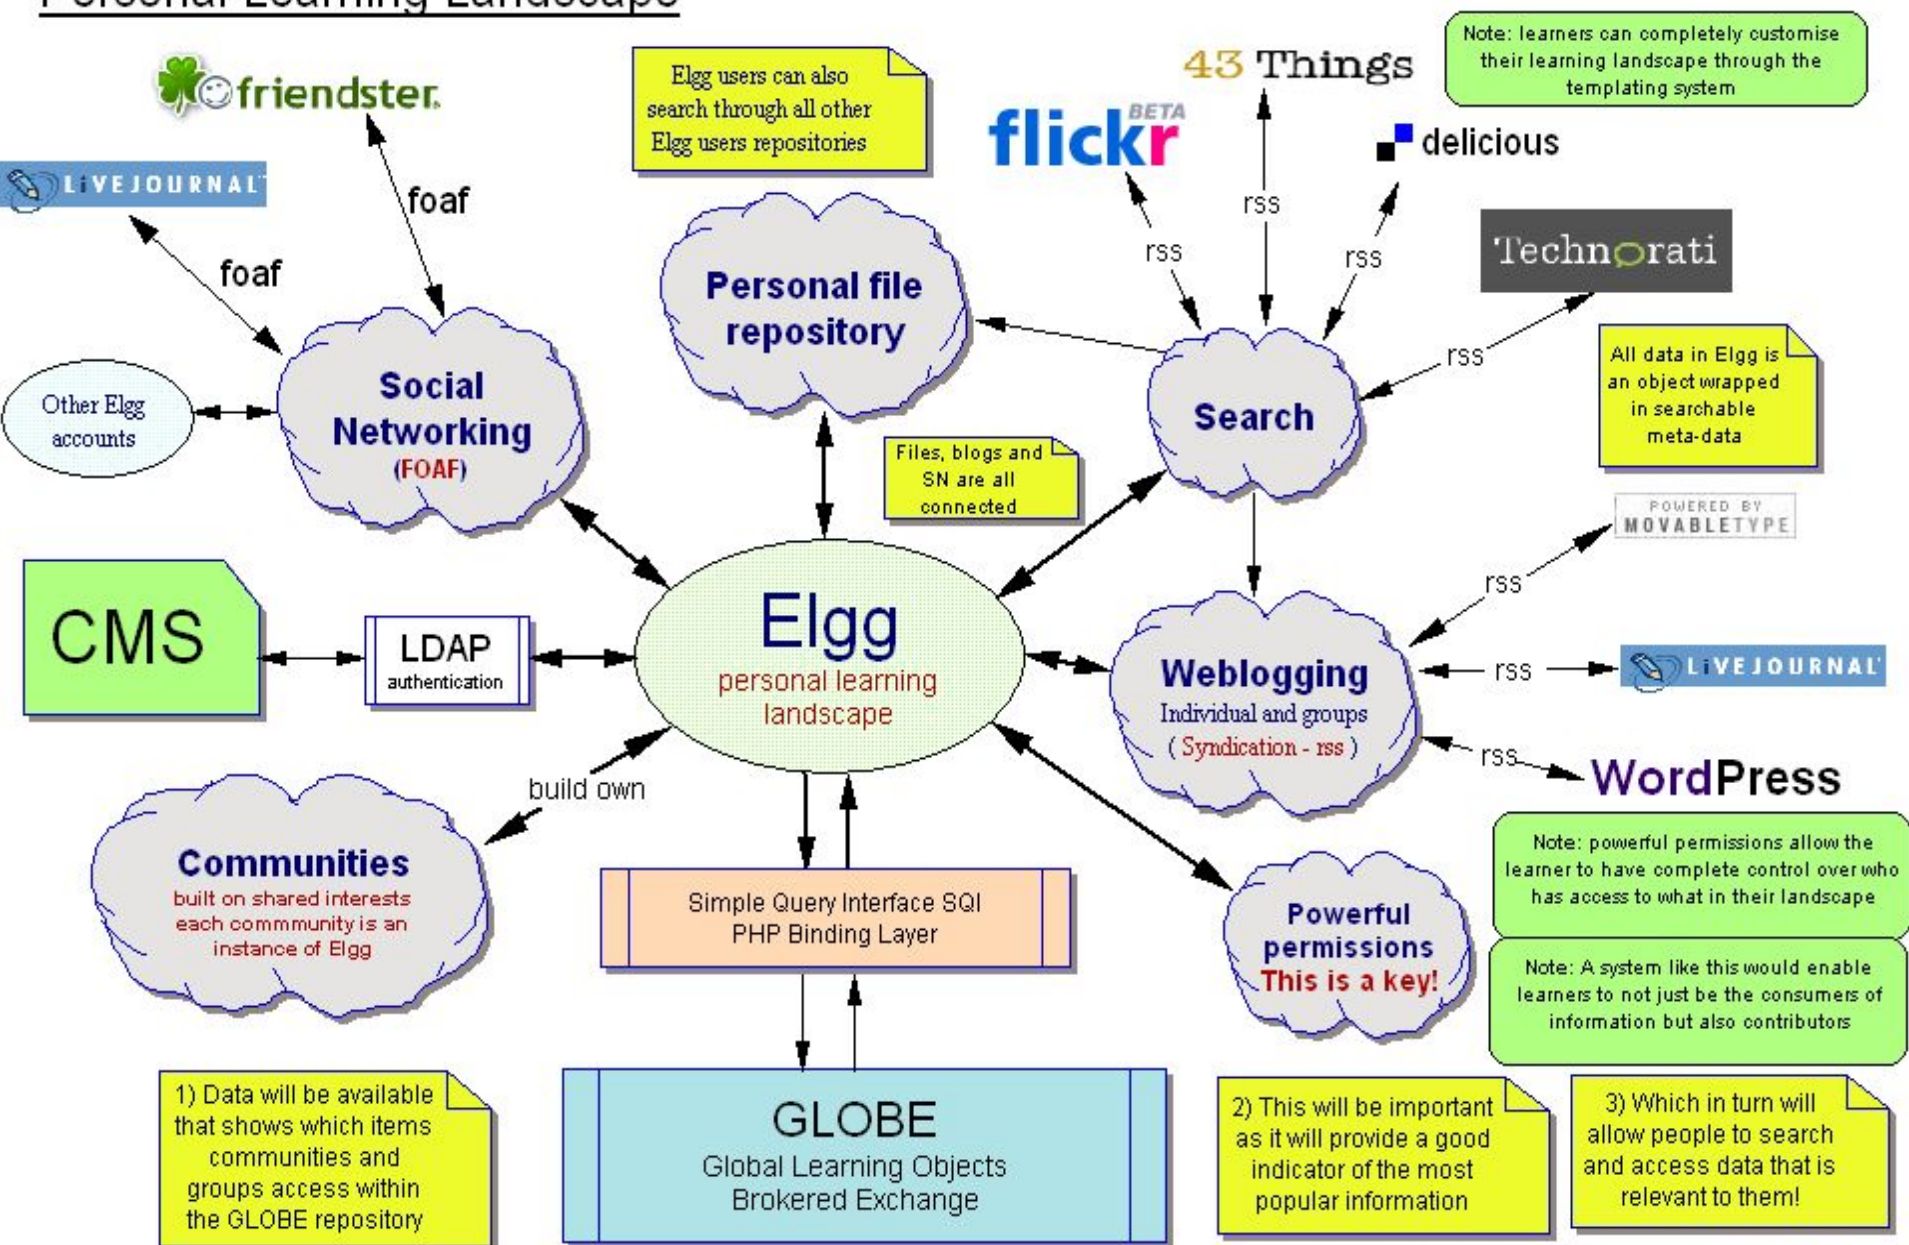 Personal Learning Landscape
friendster.
Elgg users can also
search through all other
Elgg users repositories
43 Things
Note: learners can completely customise
their learning landscape through the
templating system
flickr BETA
delicious
LiVEJOURNAL
foaf
foaf
rss
rss
rss
Technorati
rss
Personal file
repository
Social
Networking
(FOAF)
Other Elgg
accounts
Search
All data in Elgg is
an object wrapped
in searchable
meta-data
Files, blogs and
SN are all
connected
POWERED BY
MOVABLETYPE
rss
CMS
LDAP
authentication
Elgg
personal learning
landscape
Weblogging
Individual and groups
( Syndication - rss )
rss
LiVEJOURNAL
rss
WordPress
build own
Communities
built on shared interests
each commmunity is an
instance of Elgg
Simple Query Interface SQI
PHP Binding Layer
Powerful
permissions
This is a key!
Note: powerful permissions allow the
learner to have complete control over who
has access to what in their landscape
Note: A system like this would enable
learners to not just be the consumers of
information but also contributors
1) Data will be available
that shows which items
communities and
groups access within
the GLOBE repository
GLOBE
Global Learning Objects
Brokered Exchange
2) This will be important
as it will provide a good
indicator of the most
popular information
3) Which in turn will
allow people to search
and access data that is
relevant to them!